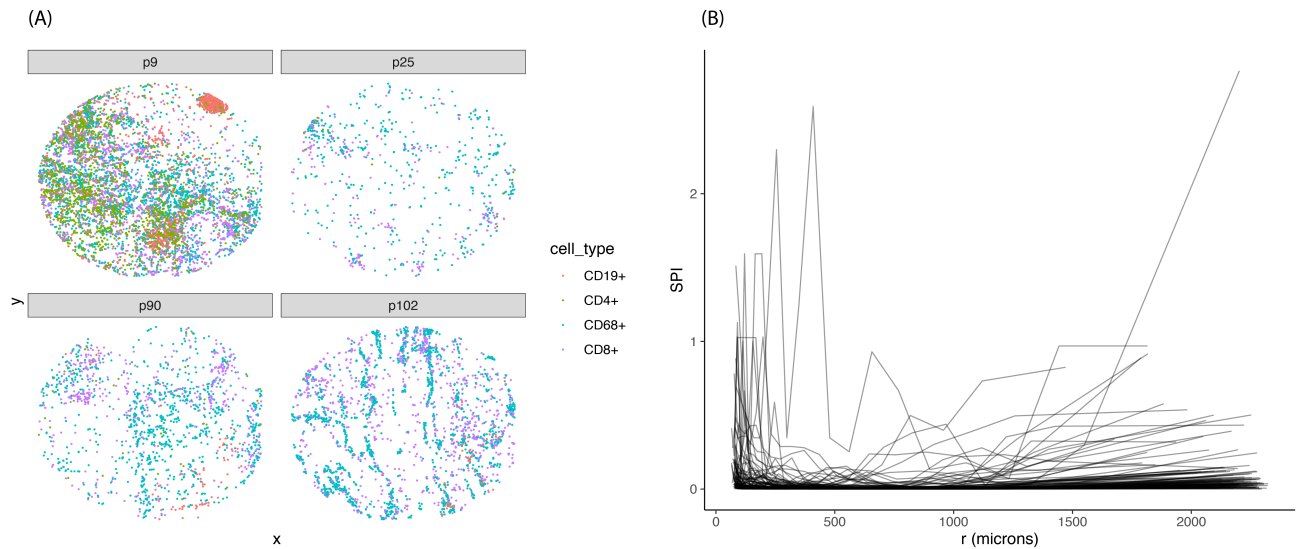 (A)
(B)
p9
p25
p90
p102
y
x
cell_type
CD19+
CD4+
CD68+
CD8+
SPI
2
1
0
0 500 1000 1500 2000
r (microns)